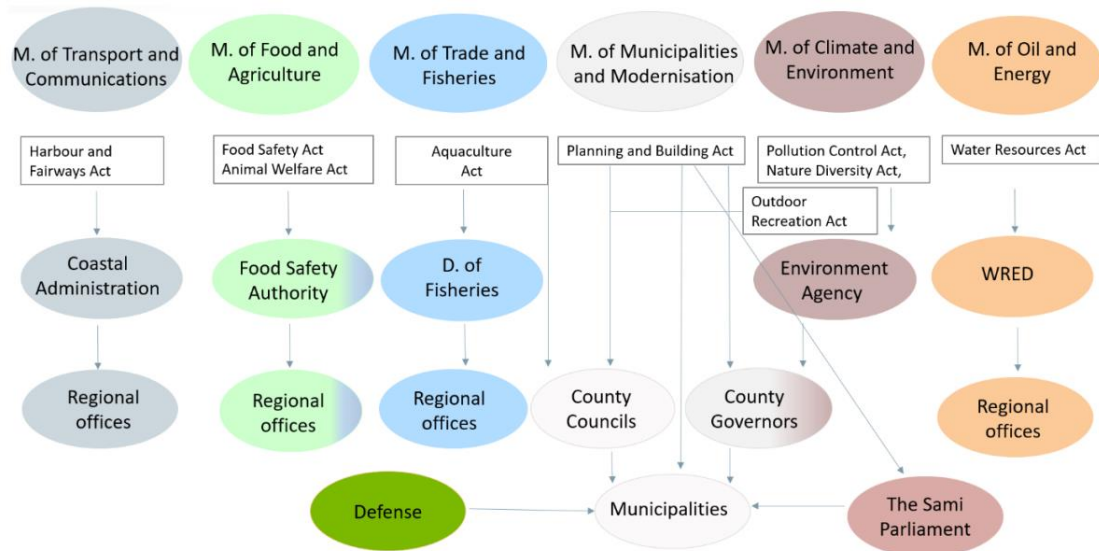 M. of Transport and
Communications
M. of Food and
Agriculture
M. of Trade and
Fisheries
M. of Municipalities
and Modernisation
M. of Climate and
Environment
M. of Oil and
Energy
Harbour and
Fairways Act
Food Safety Act
Animal Welfare Act
Aquaculture
Act
Planning and Building Act
Pollution Control Act,
Nature Diversity Act,
Water Resources Act
Outdoor
Recreation Act
Coastal
Administration
Food Safety
Authority
D. of
Fisheries
Environment
Agency
WRED
Regional
offices
Regional
offices
Regional
offices
County
Councils
County
Governors
Regional
offices
Defense
Municipalities
The Sami
Parliament